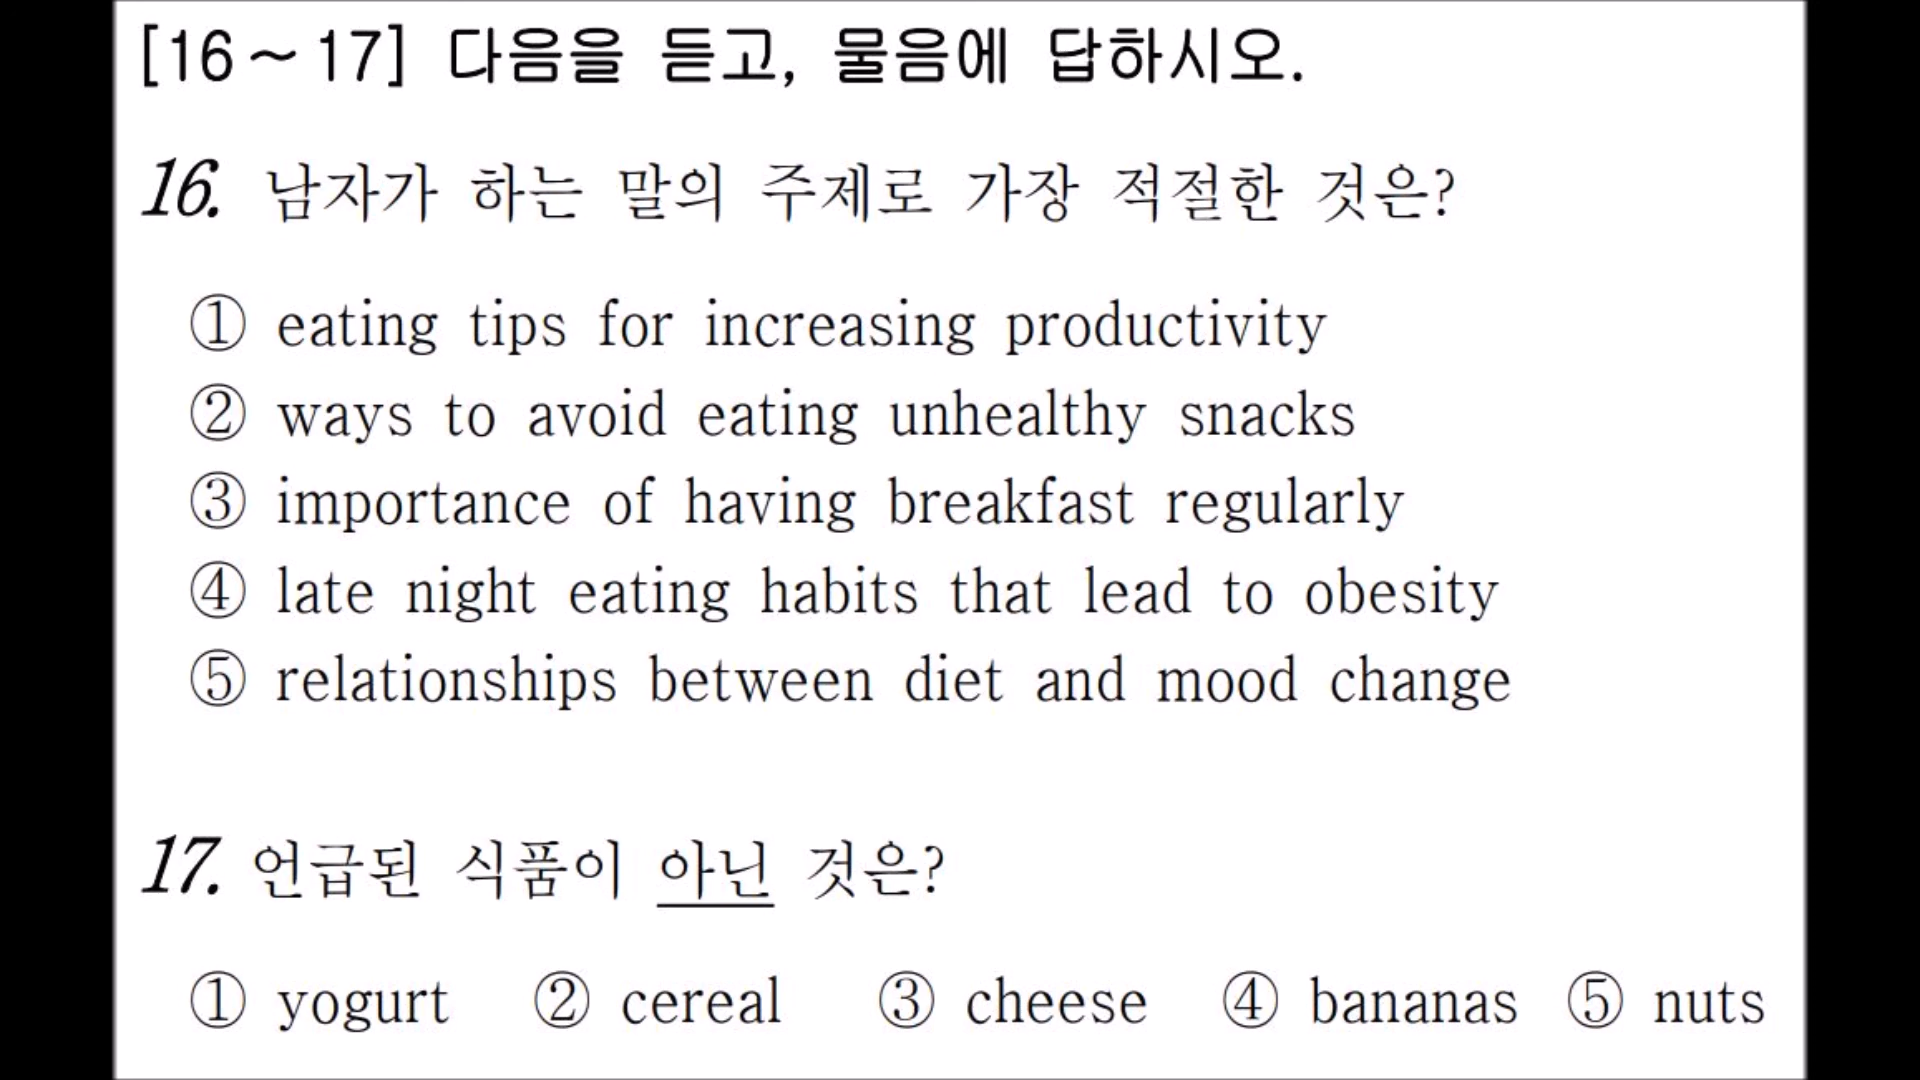 [16～17] 다음을 듣고, 물음에 답하시오.
16. 남자가 하는 말의 주제로 가장 적절한 것은?
① eating tips for increasing productivity
② ways to avoid eating unhealthy snacks
③ importance of having breakfast regularly
④ late night eating habits that lead to obesity
⑤ relationships between diet and mood change
17. 언급된 식품이 아닌 것은?
① yogurt ② cereal ③ cheese ④ bananas ⑤ nuts